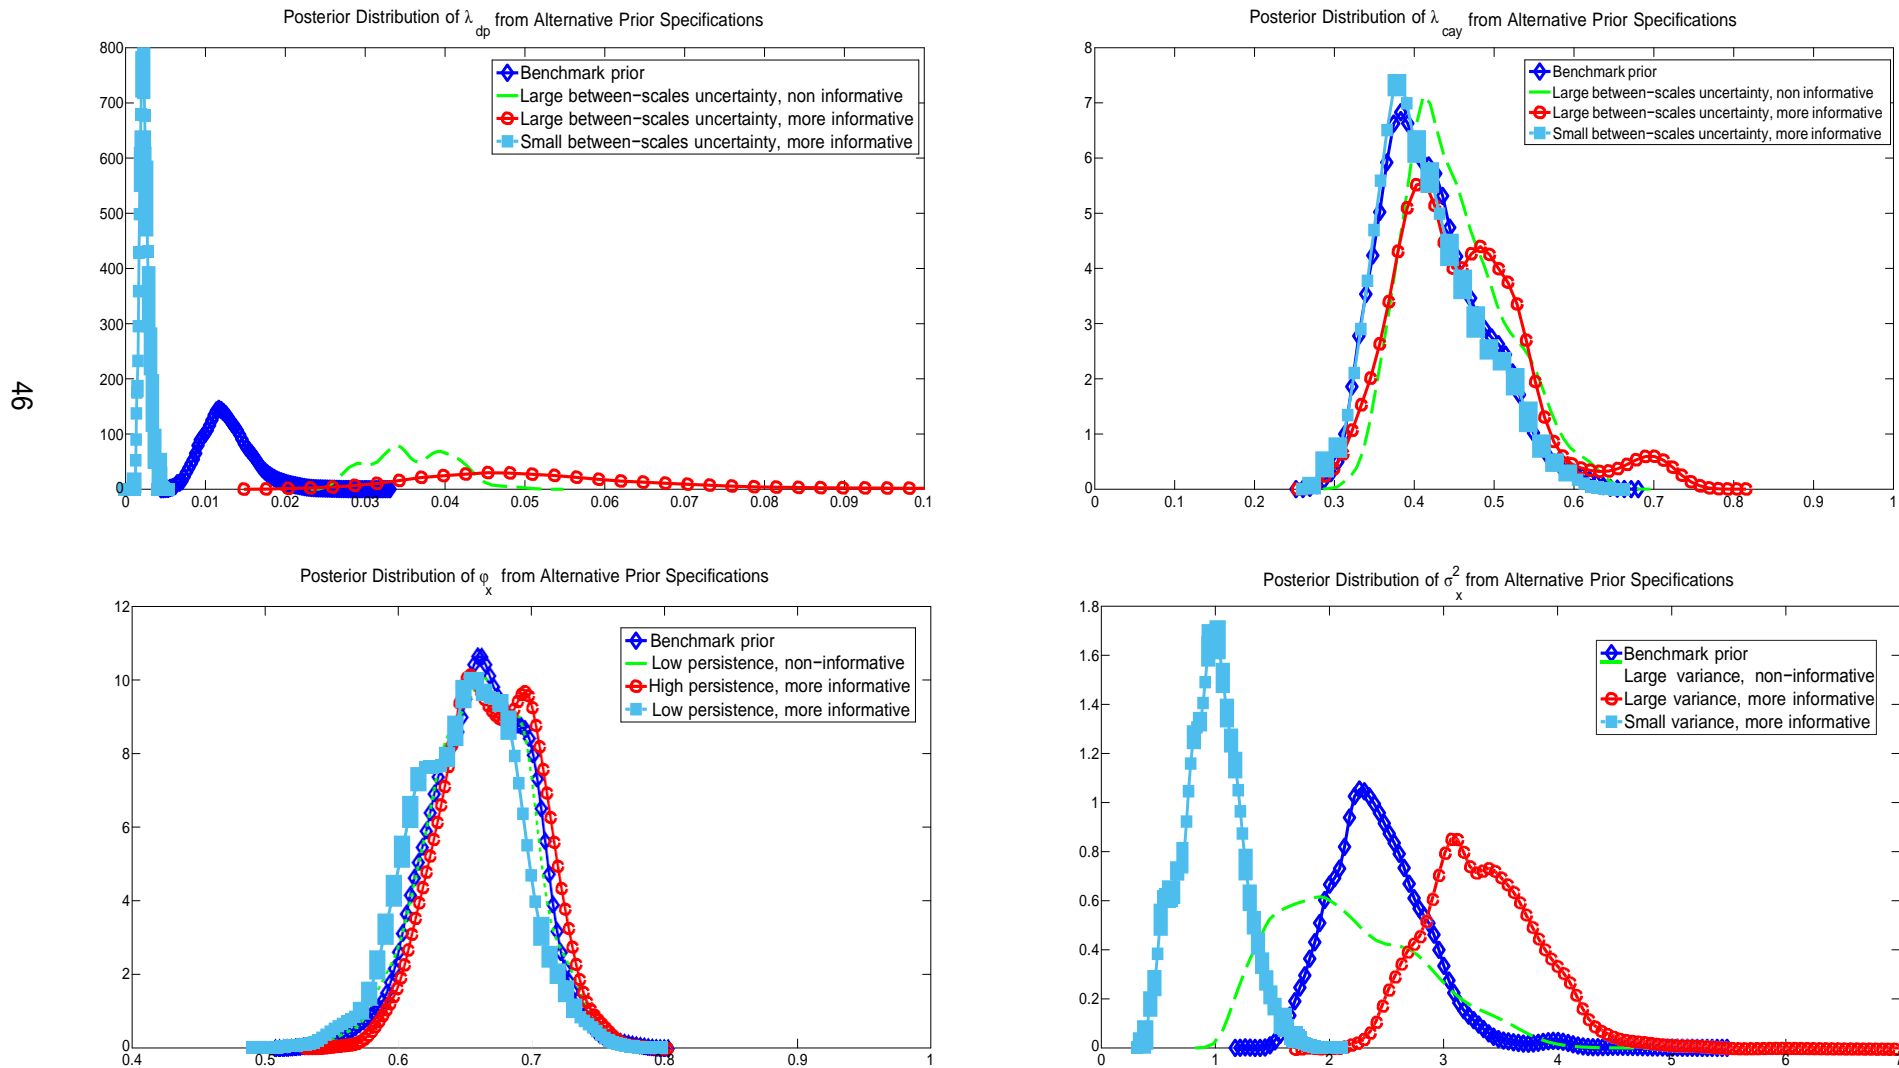 Posterior Distribution of λdp from Alternative Prior Specifications
800
700
600
500
400
300
200
100
0
0 0.01 0.02 0.03 0.04 0.05 0.06 0.07 0.08 0.09 0.1
Benchmark prior
Large between−scales uncertainty, non informative
Large between−scales uncertainty, more informative
Small between−scales uncertainty, more informative
Posterior Distribution of λcay from Alternative Prior Specifications
8
7
6
5
4
3
2
1
0
0 0.1 0.2 0.3 0.4 0.5 0.6 0.7 0.8 0.9 1
Benchmark prior
Large between−scales uncertainty, non informative
Large between−scales uncertainty, more informative
Small between−scales uncertainty, more informative
46
Posterior Distribution of φx from Alternative Prior Specifications
12
10
8
6
4
2
0
0.4 0.5 0.6 0.7 0.8 0.9 1
Benchmark prior
Low persistence, non−informative
High persistence, more informative
Low persistence, more informative
Posterior Distribution of σx2 from Alternative Prior Specifications
1.8
1.6
1.4
1.2
1
0.8
0.6
0.4
0.2
0
0 1 2 3 4 5 6
Benchmark prior
Large variance, non−informative
Large variance, more informative
Small variance, more informative